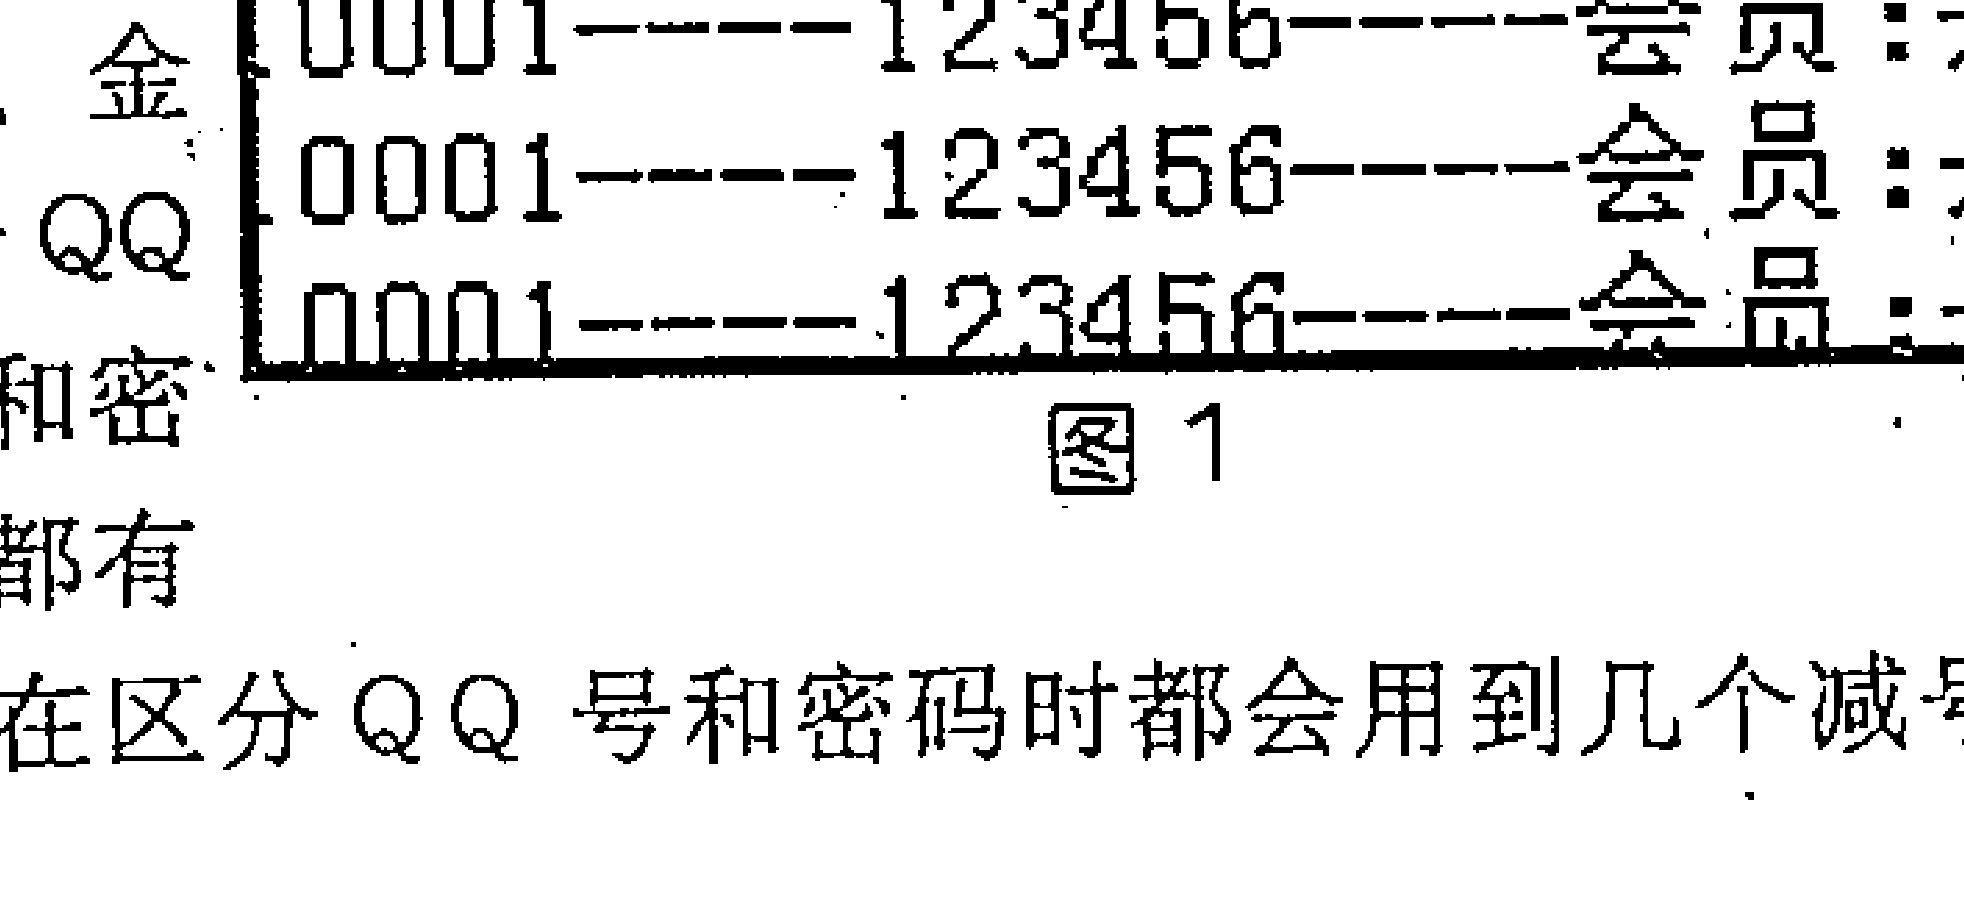 金
QQ
和密
都有
0001----123456----会员:
0001----123456----会员:
0001----123456----会员:
图 1
在区分QQ 号和密码时都会用到几个减号